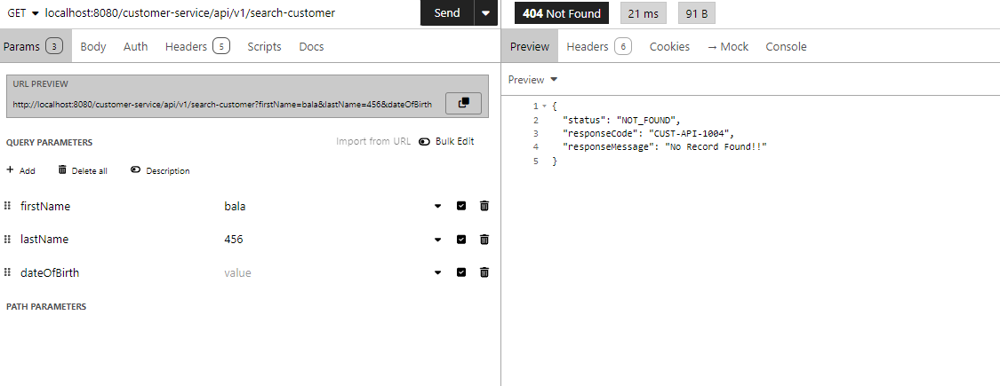 GET localhost:8080/customer-service/api/v1/search-customer Send
Params 3 Body Auth Headers 5 Scripts Docs
URL PREVIEW
http://localhost:8080/customer-service/api/v1/search-customer?firstName=bala&lastName=456&dateOfBirth
QUERY PARAMETERS Import from URL Bulk Edit
+ Add Delete all Description
firstName bala
lastName 456
dateOfBirth value
PATH PARAMETERS
404 Not Found 21 ms 91 B
Preview Headers 6 Cookies → Mock Console
Preview
1 {
2 "status": "NOT_FOUND",
3 "responseCode": "CUST-API-1004",
4 "responseMessage": "No Record Found!!"
5 }